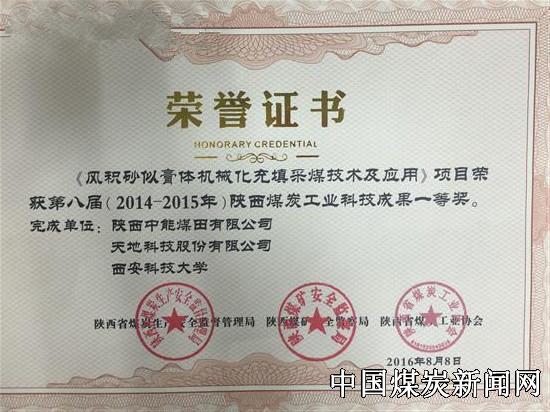 荣誉证书
HONORARY CREDENTIAL
《风积砂似膏体机械化充填采煤技术及应用》项目荣
获第八届(2014-2015年)陕西煤炭工业科技成果一等奖。
完成单位:陕西中能煤田有限公司
天地科技股份有限公司
西安科技大学
陕西省煤炭生产安全监督管理局 陕西煤矿安全监察局 陕西省煤炭工业协会
2016年8月8日
中国煤炭新闻网